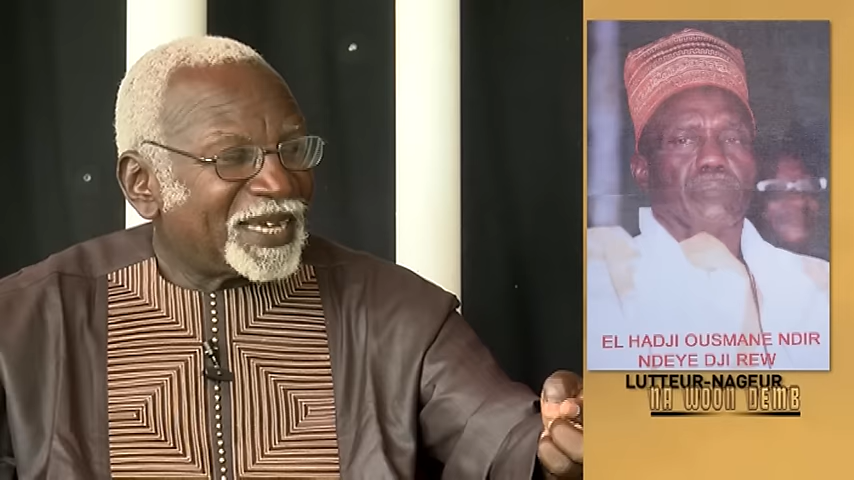 EL HADJI OUSMANE NDIR
NDEYE DJI REW
LUTTEUR-NAGEUR
NA WOON DEMB